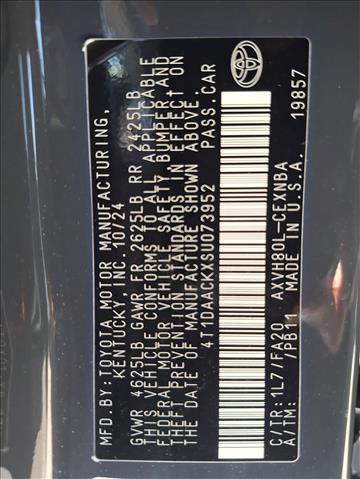 MFD. BY: TOYOTA MOTOR MANUFACTURING,
KENTUCKY, INC. 10/24
GVWR 4625LB GAWR FR 2625LB RR 2425LB
THIS VEHICLE CONFORMS TO ALL APPLICABLE
FEDERAL MOTOR VEHICLE SAFETY, BUMPER AND
THEFT PREVENTION STANDARDS IN EFFECT ON
THE DATE OF MANUFACTURE SHOWN ABOVE.
4T1DAACKXSU073952 PASS.CAR
C/TR:1L7/FA20 AXVH80L-CEXNBA
A/TM: /PB11 MADE IN U.S.A. 19857